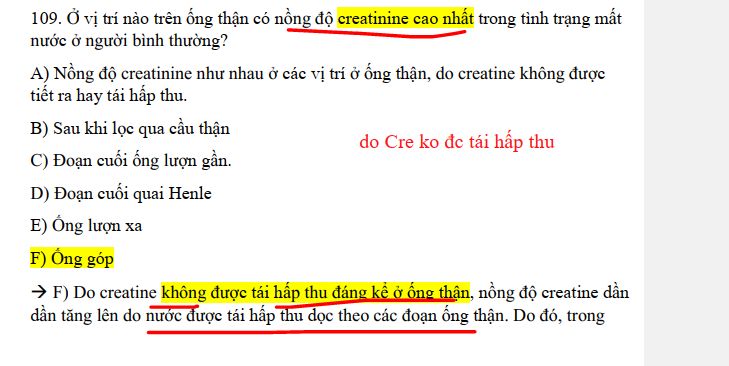 109. Ở vị trí nào trên ống thận có nồng độ creatinine cao nhất trong tình trạng mất
nước ở người bình thường?
A) Nồng độ creatinine như nhau ở các vị trí ở ống thận, do creatine không được
tiết ra hay tái hấp thu.
B) Sau khi lọc qua cầu thận
do Cre ko đc tái hấp thu
C) Đoạn cuối ống lượn gần.
D) Đoạn cuối quai Henle
E) Ống lượn xa
F) Ống góp
→ F) Do creatine không được tái hấp thu đáng kể ở ống thận, nồng độ creatine dần
dần tăng lên do nước được tái hấp thu dọc theo các đoạn ống thận. Do đó, trong